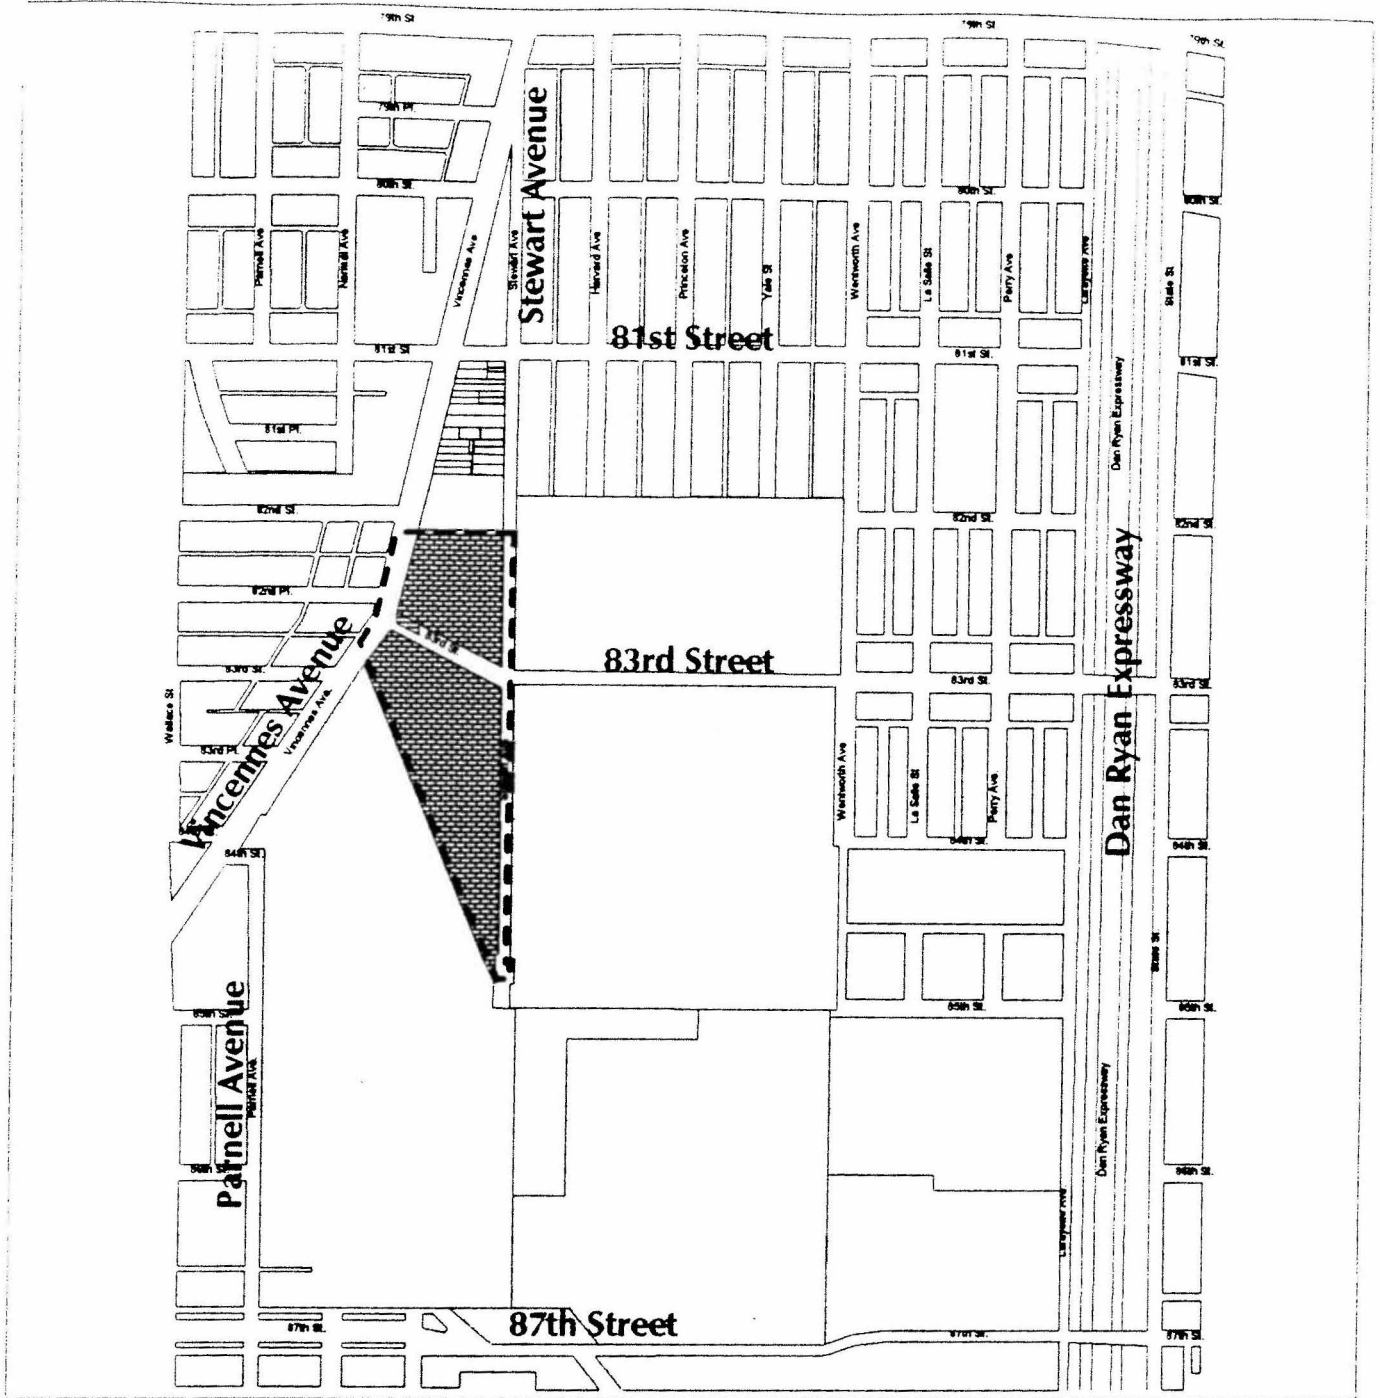 79th St
79th St
79th St.
79th Pl.
Stewart Avenue
80th St.
80th St.
80th St.
Parnell Ave
Normal Ave
Vincennes Ave
Stewart Ave
Harvard Ave
Princeton Ave
Yale St
Wentworth Ave
La Salle St
Perry Ave
Lafayette Ave
State St
81st Street
81st St
81st St.
81st St.
81st Pl.
Dan Ryan Expressway
82nd St.
82nd St.
82nd St.
82nd Pl.
Vincennes Avenue
Dan Ryan Expressway
83rd Street
83rd St.
83rd St.
83rd St.
Wallace St
Vincennes Ave.
83rd Pl.
Wentworth Ave
La Salle St
Perry Ave.
84th St.
84th St.
84th St.
State St
Parnell Avenue
85th St.
85th St.
85th St.
Parnell Ave.
Dan Ryan Expressway
86th St.
86th St.
Lafayette Ave.
87th Street
87th St.
87th St.
87th St.